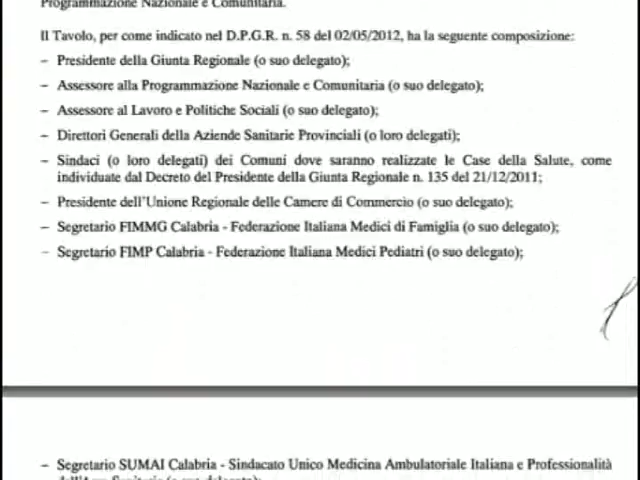 Programmazione Nazionale e Comunitaria.
Il Tavolo, per come indicato nel D.P.G.R. n. 58 del 02/05/2012, ha la seguente composizione:
– Presidente della Giunta Regionale (o suo delegato);
– Assessore alla Programmazione Nazionale e Comunitaria (o suo delegato);
– Assessore al Lavoro e Politiche Sociali (o suo delegato);
– Direttori Generali della Aziende Sanitarie Provinciali (o loro delegati);
– Sindaci (o loro delegati) dei Comuni dove saranno realizzate le Case della Salute, come
individuate dal Decreto del Presidente della Giunta Regionale n. 135 del 21/12/2011;
– Presidente dell'Unione Regionale delle Camere di Commercio (o suo delegato);
– Segretario FIMMG Calabria - Federazione Italiana Medici di Famiglia (o suo delegato);
– Segretario FIMP Calabria - Federazione Italiana Medici Pediatri (o suo delegato);
– Segretario SUMAI Calabria - Sindacato Unico Medicina Ambulatoriale Italiana e Professionalità